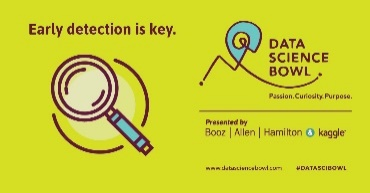 Early detection is key.
DATA
SCIENCE
BOWL
Passion. Curiosity. Purpose.
Presented by
Booz | Allen | Hamilton & kaggle
www.datasciencebowl.com #DATASCIBOWL